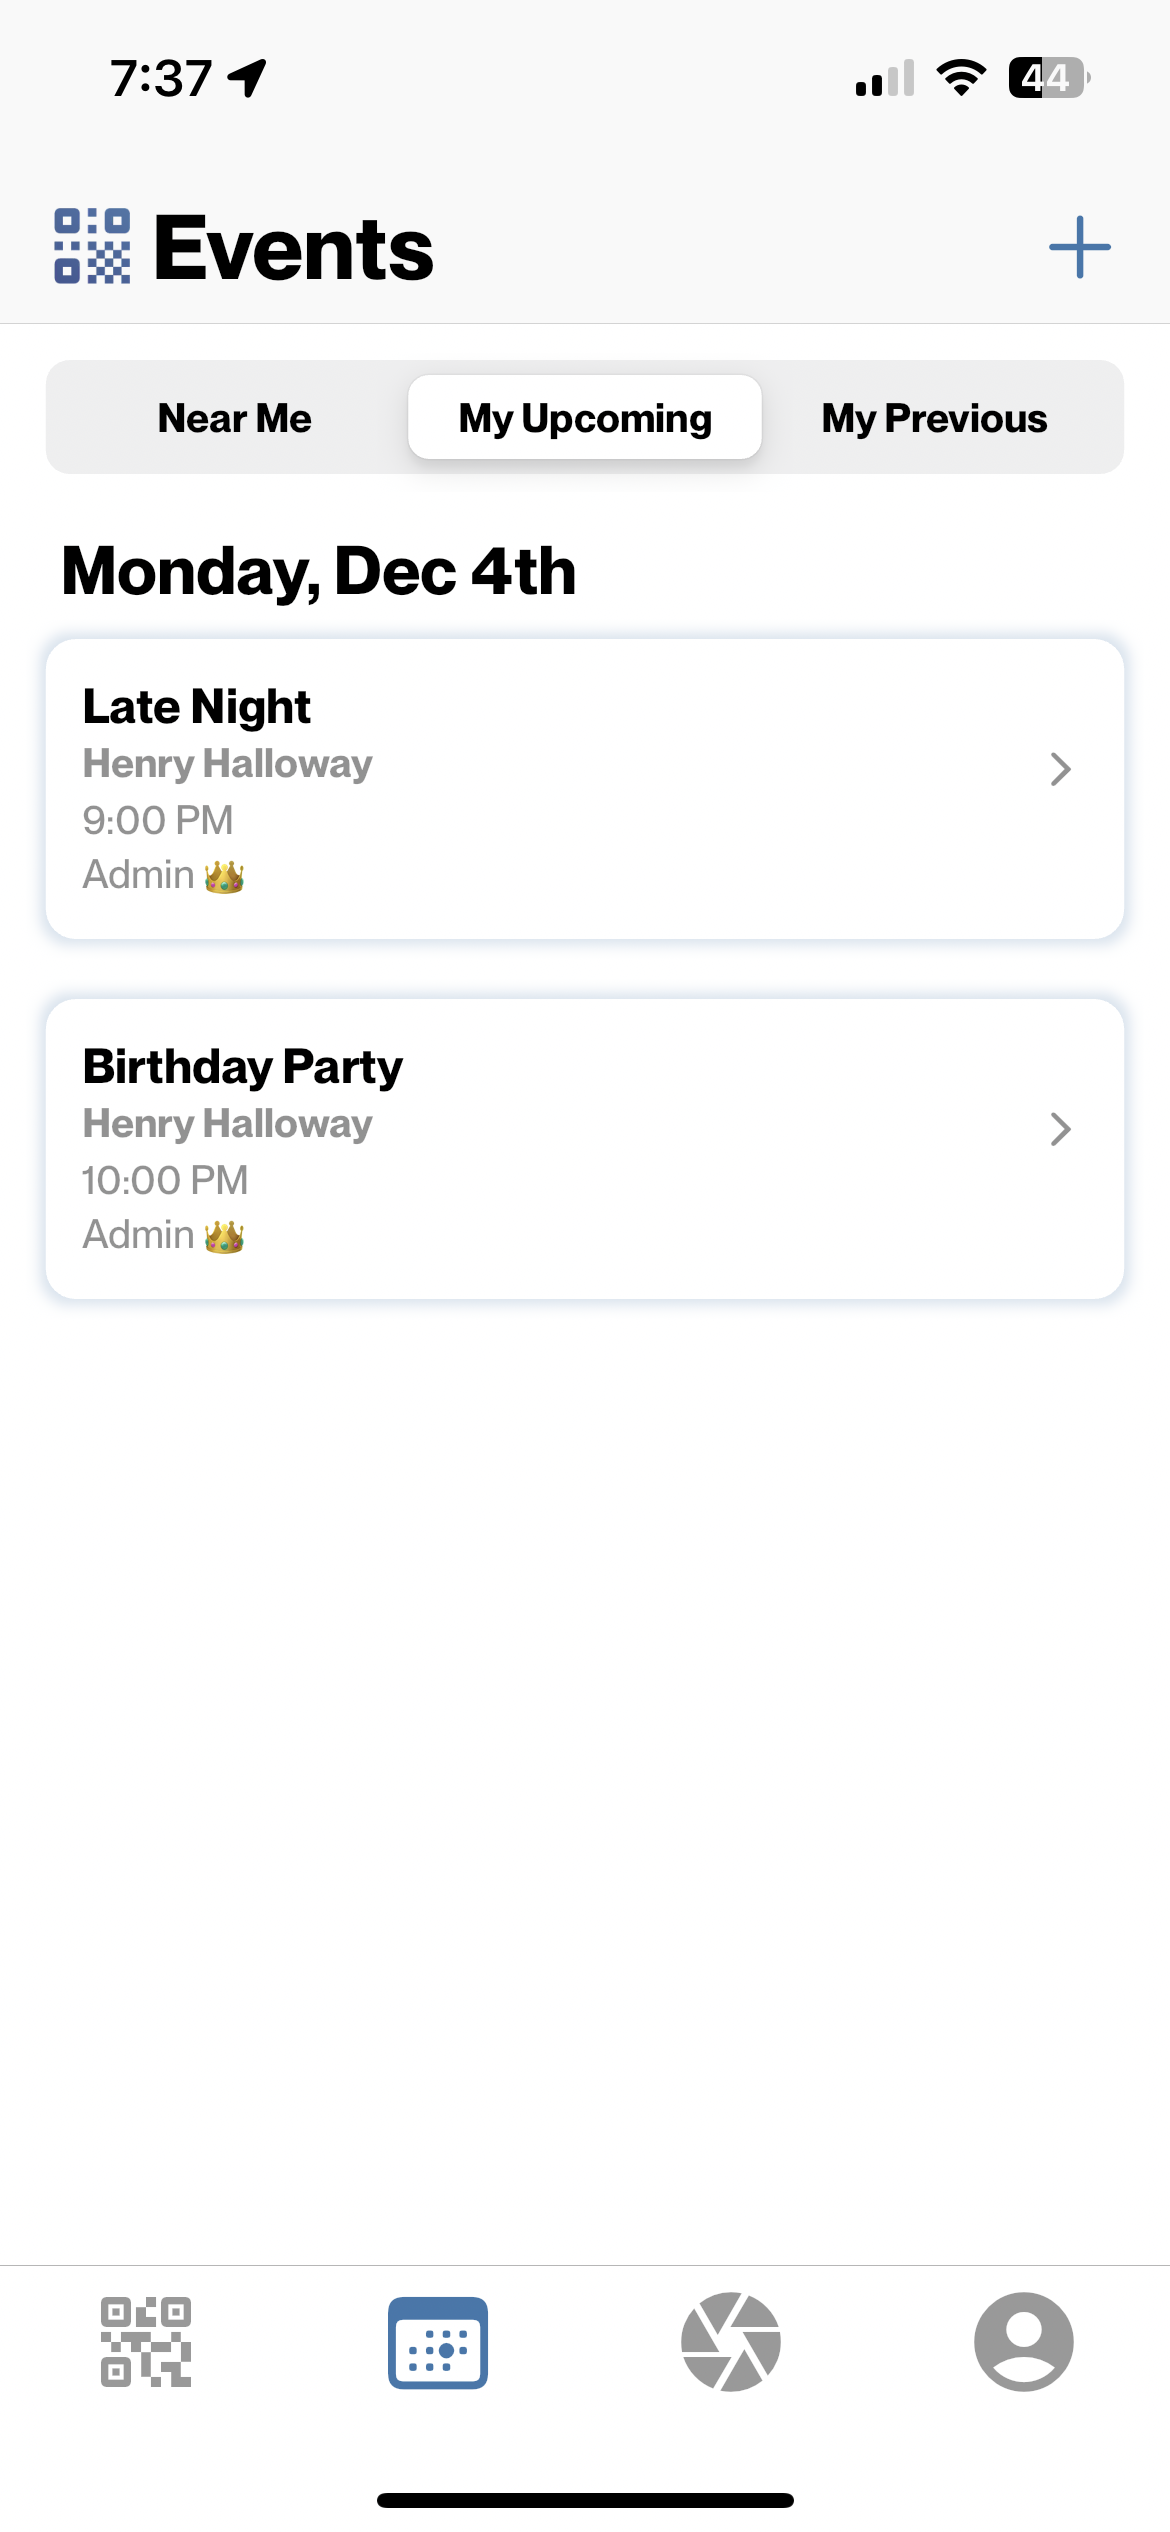 7:37
44
Events
Near Me
My Upcoming
My Previous
Monday, Dec 4th
Late Night
Henry Halloway
9:00 PM
Admin 👑
Birthday Party
Henry Halloway
10:00 PM
Admin 👑